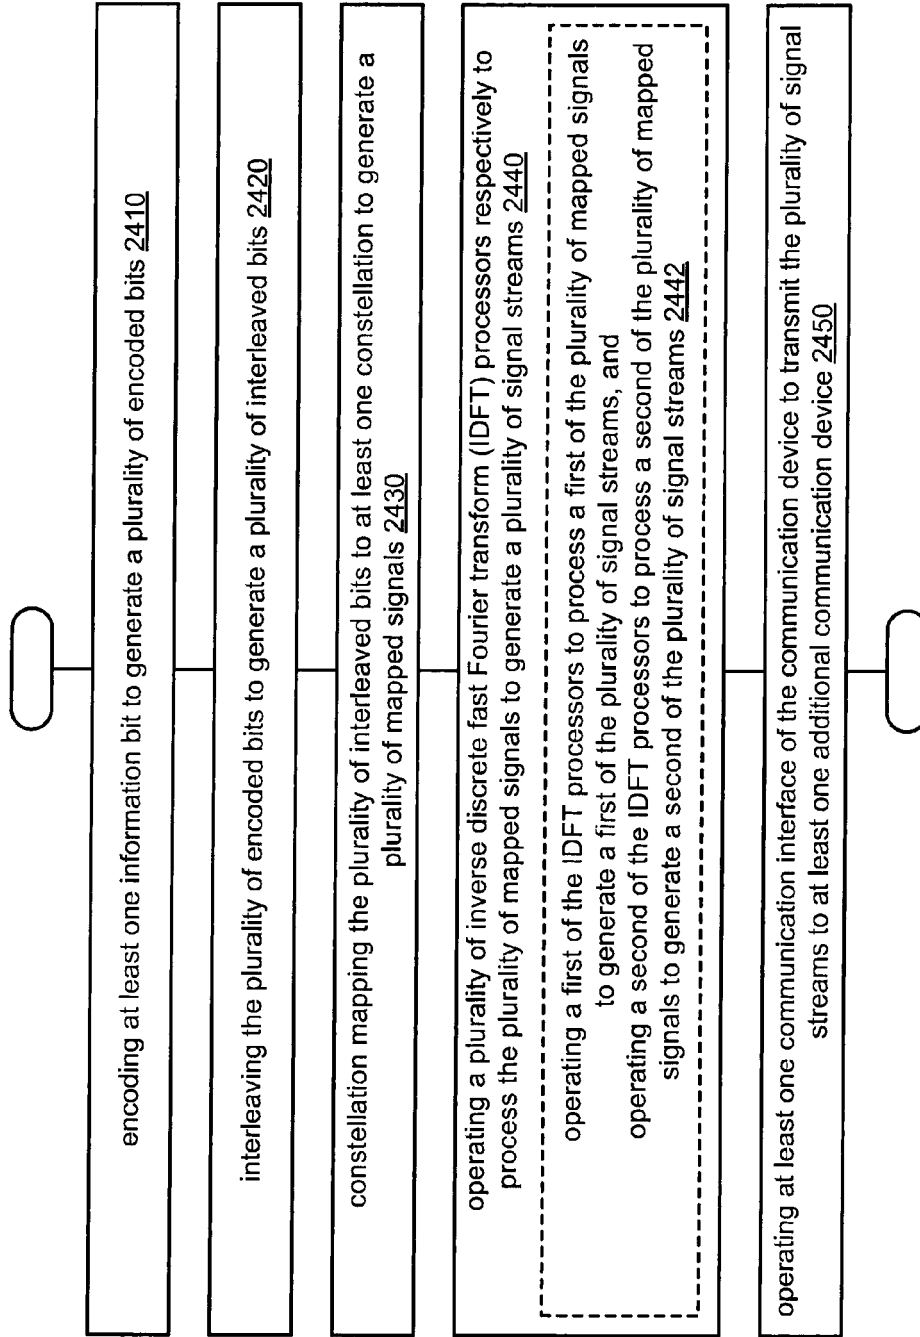 encoding at least one information bit to generate a plurality of encoded bits 2410
interleaving the plurality of encoded bits to generate a plurality of interleaved bits 2420
constellation mapping the plurality of interleaved bits to at least one constellation to generate a
plurality of mapped signals 2430
operating a plurality of inverse discrete fast Fourier transform (IDFT) processors respectively to
process the plurality of mapped signals to generate a plurality of signal streams 2440
operating a first of the IDFT processors to process a first of the plurality of mapped signals
to generate a first of the plurality of signal streams, and
operating a second of the IDFT processors to process a second of the plurality of mapped
signals to generate a second of the plurality of signal streams 2442
operating at least one communication interface of the communication device to transmit the plurality of signal
streams to at least one additional communication device 2450